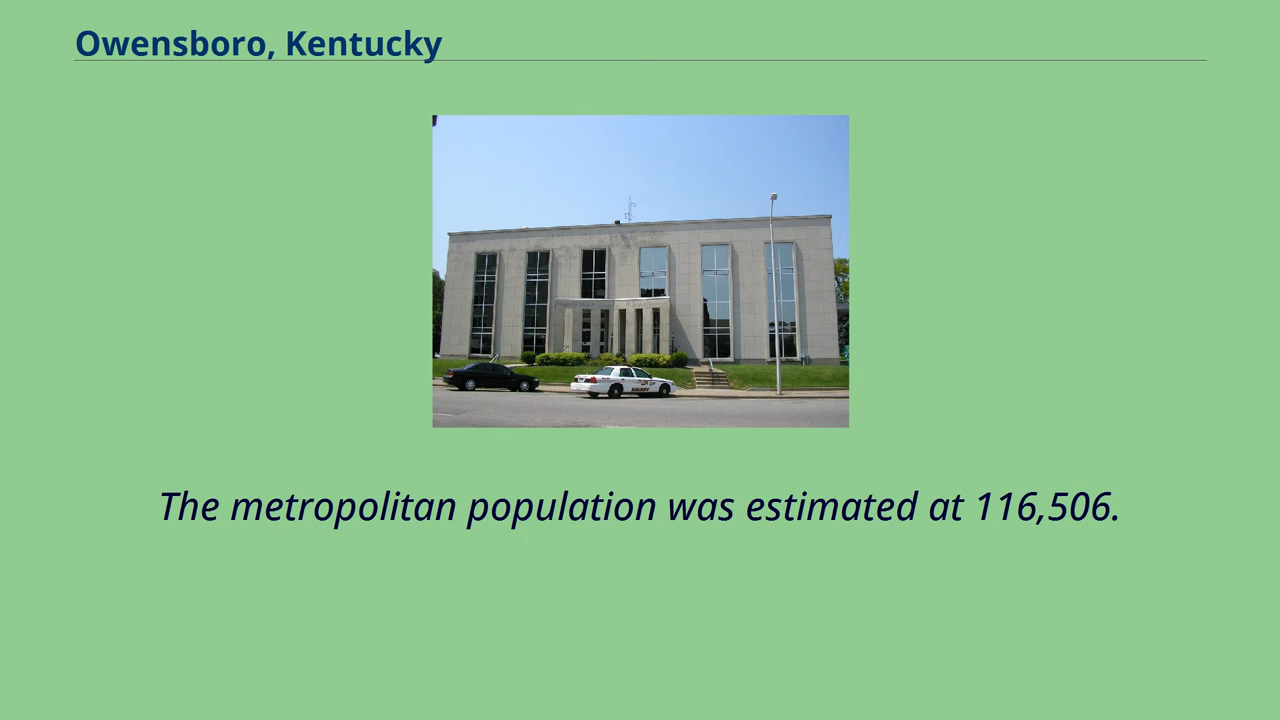 Owensboro, Kentucky
The metropolitan population was estimated at 116,506.